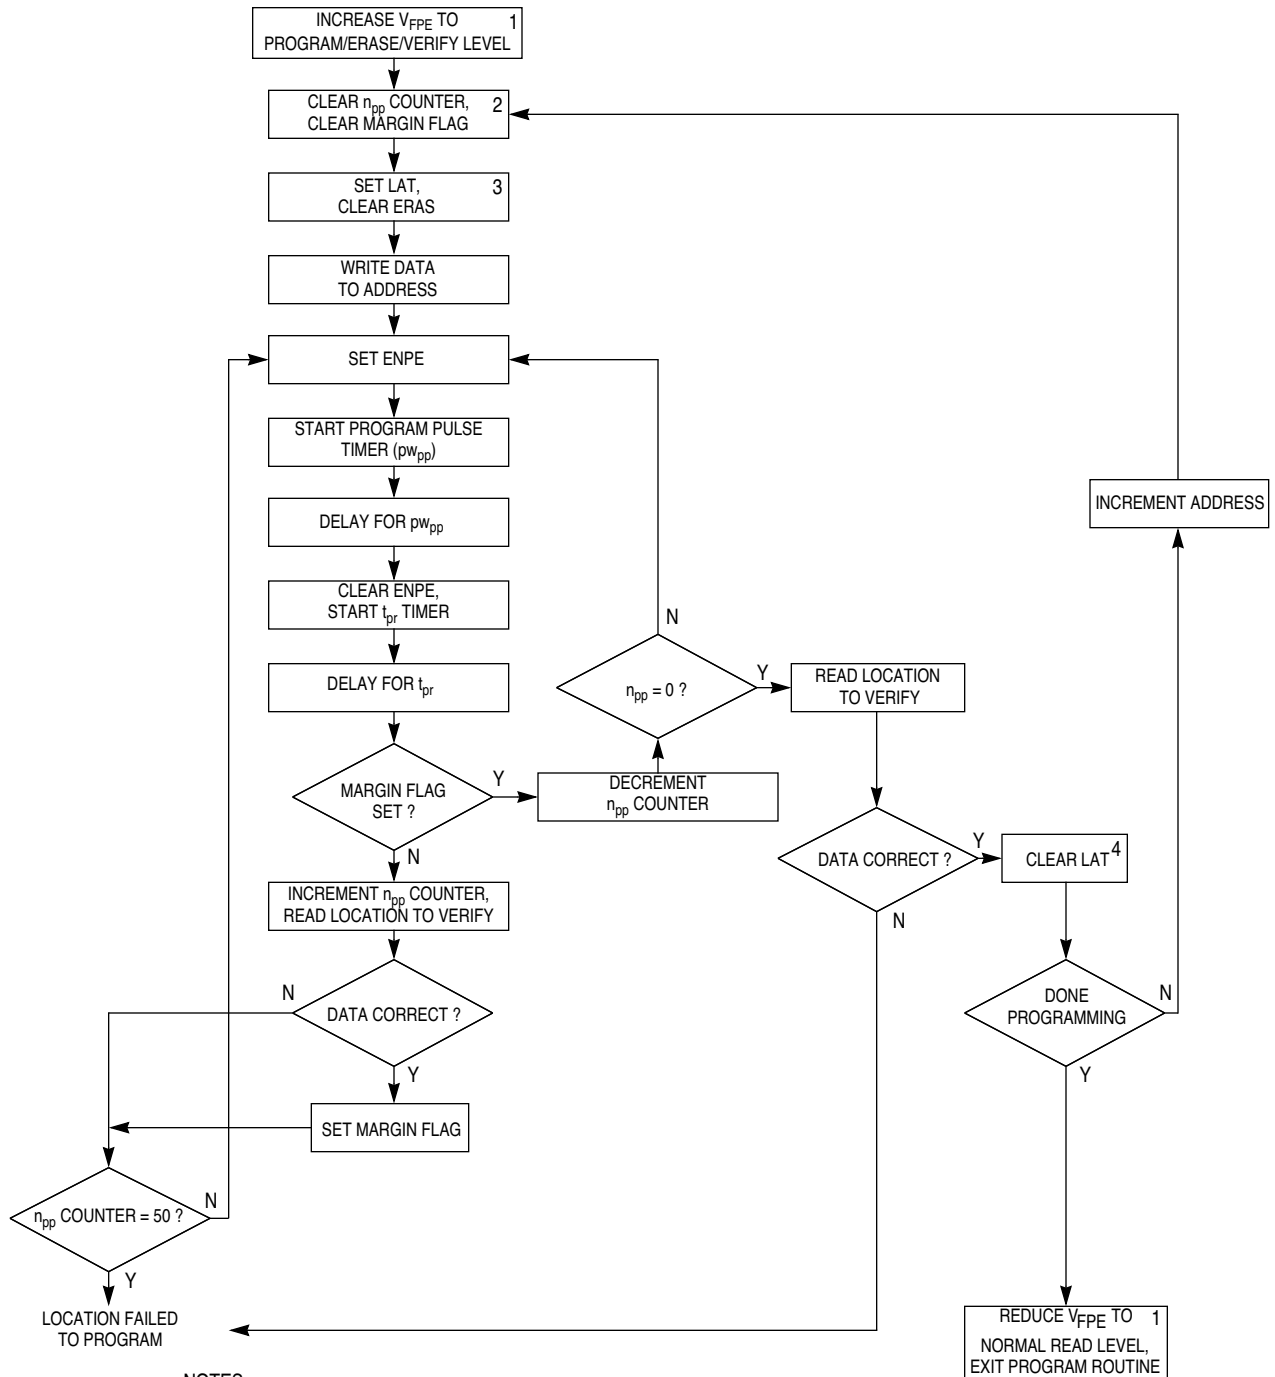 INCREASE VFPE TO 1
PROGRAM/ERASE/VERIFY LEVEL
CLEAR npp COUNTER, 2
CLEAR MARGIN FLAG
SET LAT, 3
CLEAR ERAS
WRITE DATA
TO ADDRESS
SET ENPE
START PROGRAM PULSE
TIMER (pwpp)
DELAY FOR pwpp
CLEAR ENPE,
START tpr TIMER
DELAY FOR tpr
MARGIN FLAG
SET ?
Y
N
DECREMENT
npp COUNTER
npp = 0 ?
N
Y
READ LOCATION
TO VERIFY
DATA CORRECT ?
Y
N
CLEAR LAT 4
DONE
PROGRAMMING
N
Y
INCREMENT ADDRESS
INCREMENT npp COUNTER,
READ LOCATION TO VERIFY
DATA CORRECT ?
N
Y
SET MARGIN FLAG
npp COUNTER = 50 ?
N
Y
LOCATION FAILED
TO PROGRAM
REDUCE VFPE TO 1
NORMAL READ LEVEL,
EXIT PROGRAM ROUTINE
NOTES